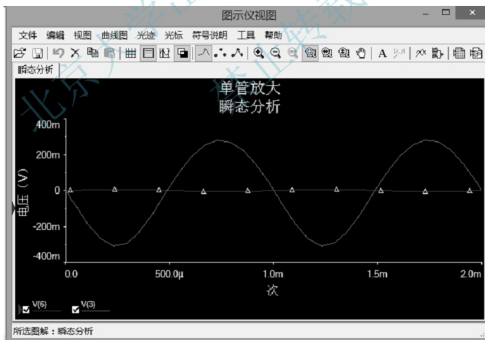 图示仪视图
文件 编辑 视图 曲线图 光迹 光标 符号说明 工具 帮助
瞬态分析
单管放大
瞬态分析
电压(V)
400m
200m
0
-200m
-400m
0.0 500.0μ 1.0m 1.5m 2.0m
次
V(6) V(3)
所选图解：瞬态分析